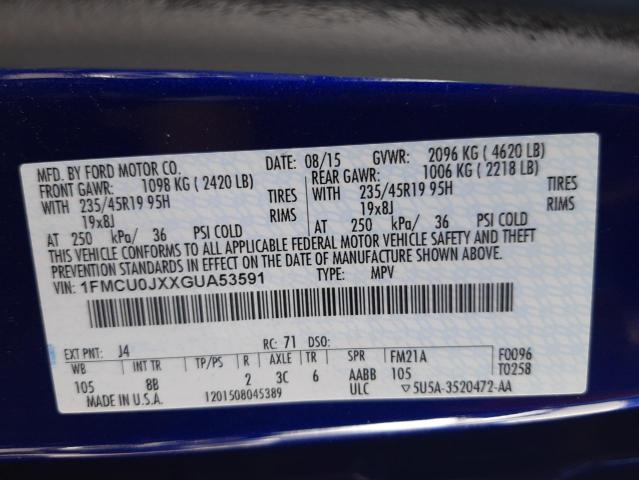 MFD. BY FORD MOTOR CO. DATE: 08/15 GVWR: 2096 KG ( 4620 LB)
FRONT GAWR: 1098 KG ( 2420 LB) REAR GAWR: 1006 KG ( 2218 LB)
WITH 235/45R19 95H TIRES WITH 235/45R19 95H TIRES
19x8J RIMS 19x8J RIMS
AT 250 kPa/ 36 PSI COLD AT 250 kPa/ 36 PSI COLD
THIS VEHICLE CONFORMS TO ALL APPLICABLE FEDERAL MOTOR VEHICLE SAFETY AND THEFT
PREVENTION STANDARDS IN EFFECT ON THE DATE OF MANUFACTURE SHOWN ABOVE.
VIN: 1FMCU0JXXGUA53591 TYPE: MPV
EXT PNT: J4 RC: 71 DSO:
WB INT TR TP/PS R AXLE TR SPR FM21A F0096
105 8B 2 3C 6 AABB 105 T0258
MADE IN U.S.A. 1201508045389 ULC ▽5U5A-3520472-AA